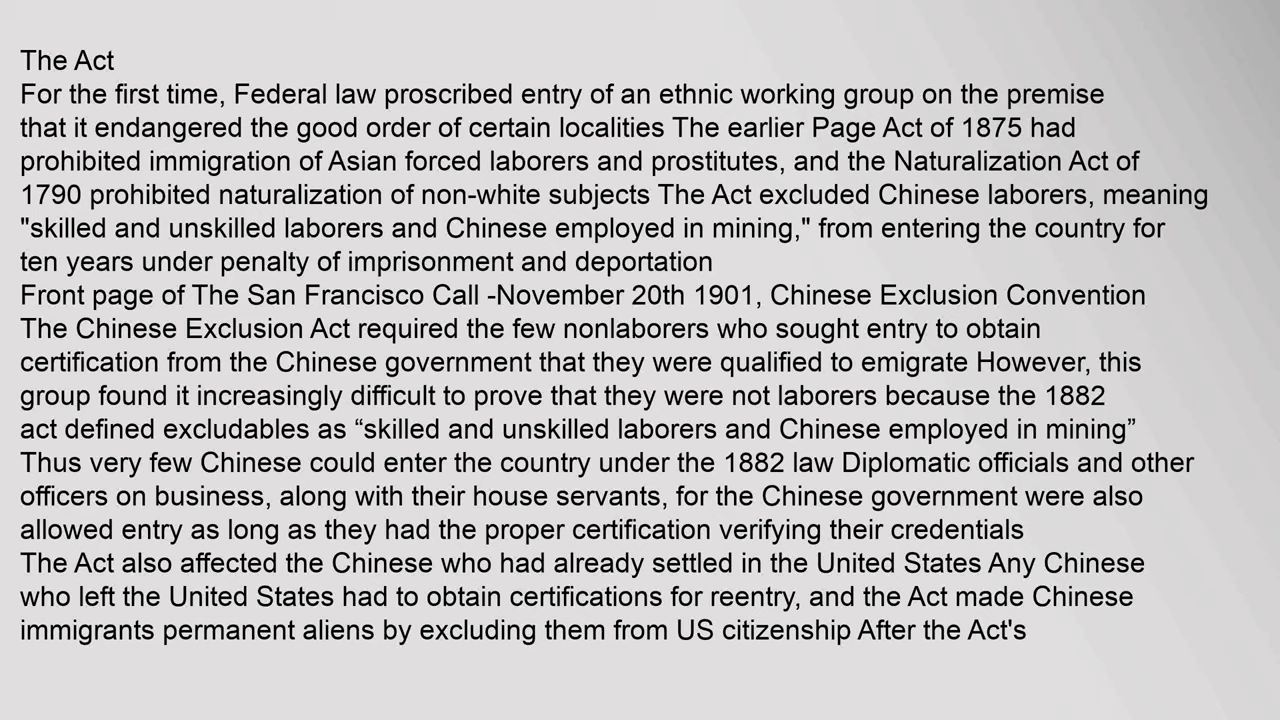 The Act
For the first time, Federal law proscribed entry of an ethnic working group on the premise
that it endangered the good order of certain localities The earlier Page Act of 1875 had
prohibited immigration of Asian forced laborers and prostitutes, and the Naturalization Act of
1790 prohibited naturalization of non-white subjects The Act excluded Chinese laborers, meaning
"skilled and unskilled laborers and Chinese employed in mining," from entering the country for
ten years under penalty of imprisonment and deportation
Front page of The San Francisco Call -November 20th 1901, Chinese Exclusion Convention
The Chinese Exclusion Act required the few nonlaborers who sought entry to obtain
certification from the Chinese government that they were qualified to emigrate However, this
group found it increasingly difficult to prove that they were not laborers because the 1882
act defined excludables as “skilled and unskilled laborers and Chinese employed in mining”
Thus very few Chinese could enter the country under the 1882 law Diplomatic officials and other
officers on business, along with their house servants, for the Chinese government were also
allowed entry as long as they had the proper certification verifying their credentials
The Act also affected the Chinese who had already settled in the United States Any Chinese
who left the United States had to obtain certifications for reentry, and the Act made Chinese
immigrants permanent aliens by excluding them from US citizenship After the Act's